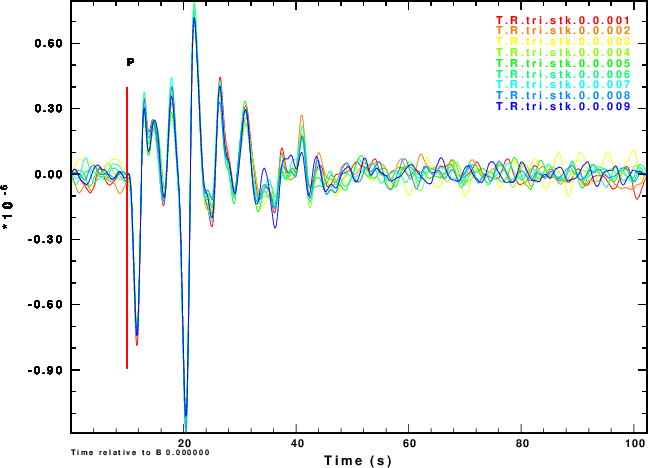 T.R.tri.stk.0.0.001
T.R.tri.stk.0.0.002
T.R.tri.stk.0.0.003
T.R.tri.stk.0.0.004
T.R.tri.stk.0.0.005
T.R.tri.stk.0.0.006
T.R.tri.stk.0.0.007
T.R.tri.stk.0.0.008
T.R.tri.stk.0.0.009
P
0.60
0.30
0.00
-0.30
-0.60
-0.90
*10 -6
20
40
60
80
100
Time relative to B 0.000000
Time (s)